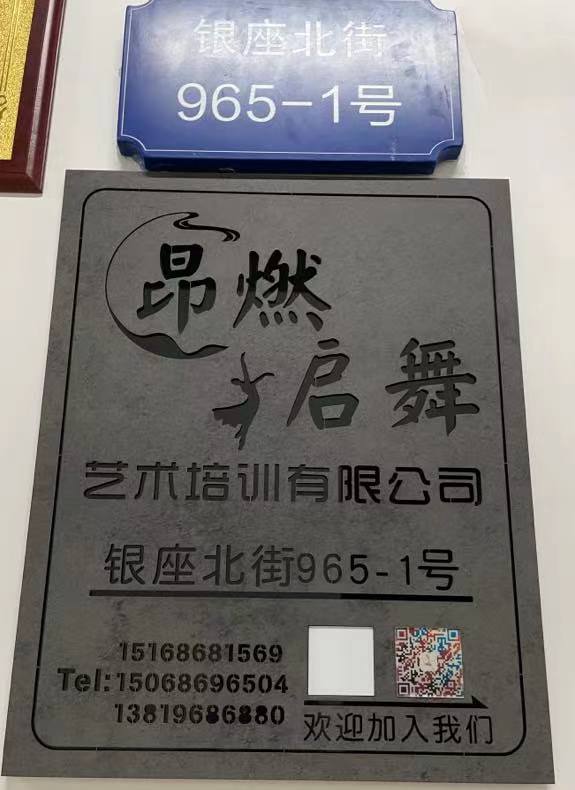 银座北街
965-1号
昂燃
启舞
艺术培训有限公司
银座北街965-1号
15168681569
Tel:15068696504
13819686880
欢迎加入我们